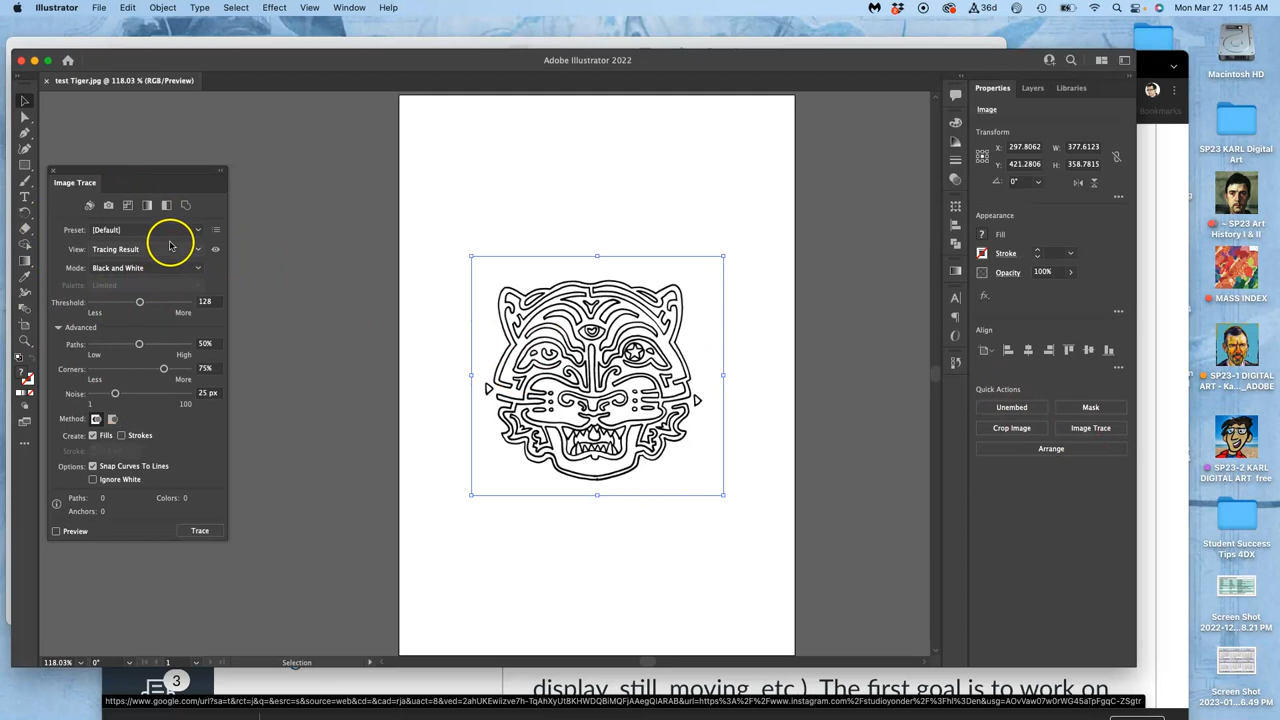 Illustrator File Edit Object Type Select Effect View Window Help 36d Mon Mar 27 11:45 AM
Adobe Illustrator 2022
× test Tiger.jpg @ 118.03 % (RGB/Preview)
Image Trace
Preset: [Default]
View: Tracing Result
Mode: Black and White
Palette: Limited
Threshold: 128
Less More
Advanced
Paths: 50%
Low High
Corners: 75%
Less More
Noise: 25 px
1 100
Method:
Create: Fills Strokes
Stroke:
Options: Snap Curves To Lines
Ignore White
Paths: 0 Colors: 0
Anchors: 0
Preview Trace
118.03% 0° 1 Selection
Properties Layers Libraries
Image
Transform
X: 297.8062 W: 377.6123
Y: 421.2806 H: 358.7815
0°
Appearance
? Fill
Stroke
Opacity 100%
fx.
Align
Quick Actions
Unembed Mask
Crop Image Image Trace
Arrange
Bookmarks
Macintosh HD
SP23 KARL Digital
Art
~ SP23 Art
History I & II
MASS INDEX
SP23-1 DIGITAL
ART - Ka..._ADOBE
SP23-2 KARL
DIGITAL ART free
Student Success
Tips 4DX
Screen Shot
2022-12...8.21 PM
Screen Shot
2023-01...6.49 PM
3
display, still, moving, etc.). The first goal is to work on